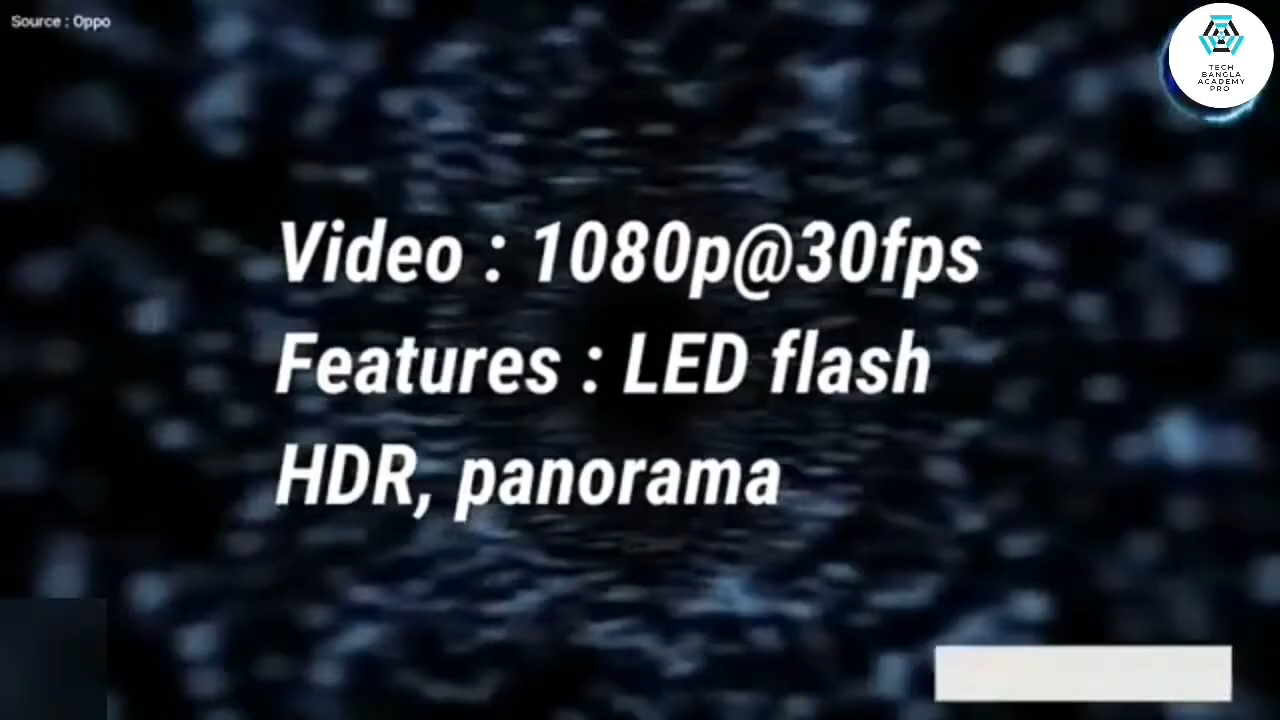 Source : Oppo
TECH
BANGLA
ACADEMY
PRO
Video : 1080p@30fps
Features : LED flash
HDR, panorama